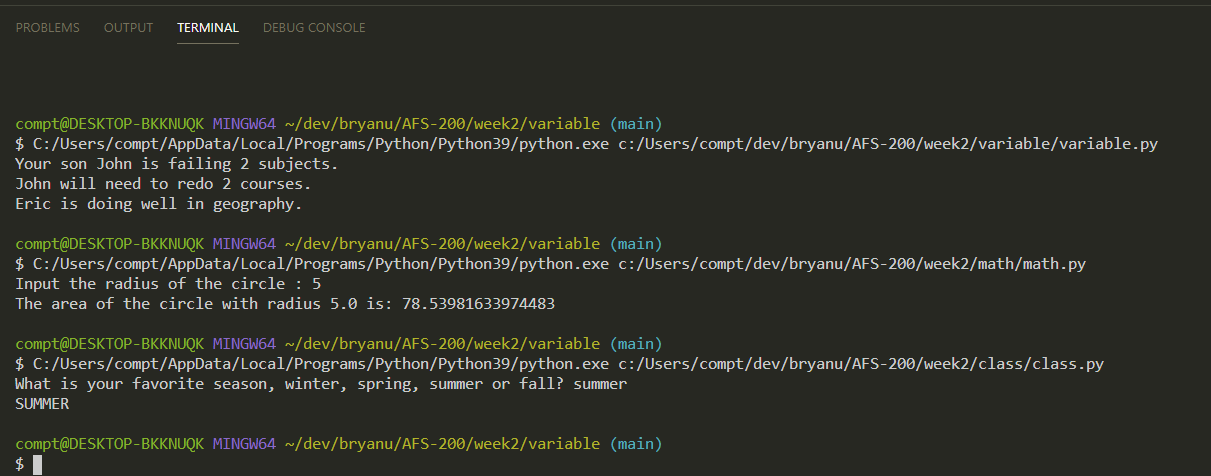 PROBLEMS OUTPUT TERMINAL DEBUG CONSOLE
compt@DESKTOP-BKKNUQK MINGW64 ~/dev/bryanu/AFS-200/week2/variable (main)
$ C:/Users/compt/AppData/Local/Programs/Python/Python39/python.exe c:/Users/compt/dev/bryanu/AFS-200/week2/variable/variable.py
Your son John is failing 2 subjects.
John will need to redo 2 courses.
Eric is doing well in geography.
compt@DESKTOP-BKKNUQK MINGW64 ~/dev/bryanu/AFS-200/week2/variable (main)
$ C:/Users/compt/AppData/Local/Programs/Python/Python39/python.exe c:/Users/compt/dev/bryanu/AFS-200/week2/math/math.py
Input the radius of the circle : 5
The area of the circle with radius 5.0 is: 78.53981633974483
compt@DESKTOP-BKKNUQK MINGW64 ~/dev/bryanu/AFS-200/week2/variable (main)
$ C:/Users/compt/AppData/Local/Programs/Python/Python39/python.exe c:/Users/compt/dev/bryanu/AFS-200/week2/class/class.py
What is your favorite season, winter, spring, summer or fall? summer
SUMMER
compt@DESKTOP-BKKNUQK MINGW64 ~/dev/bryanu/AFS-200/week2/variable (main)
$